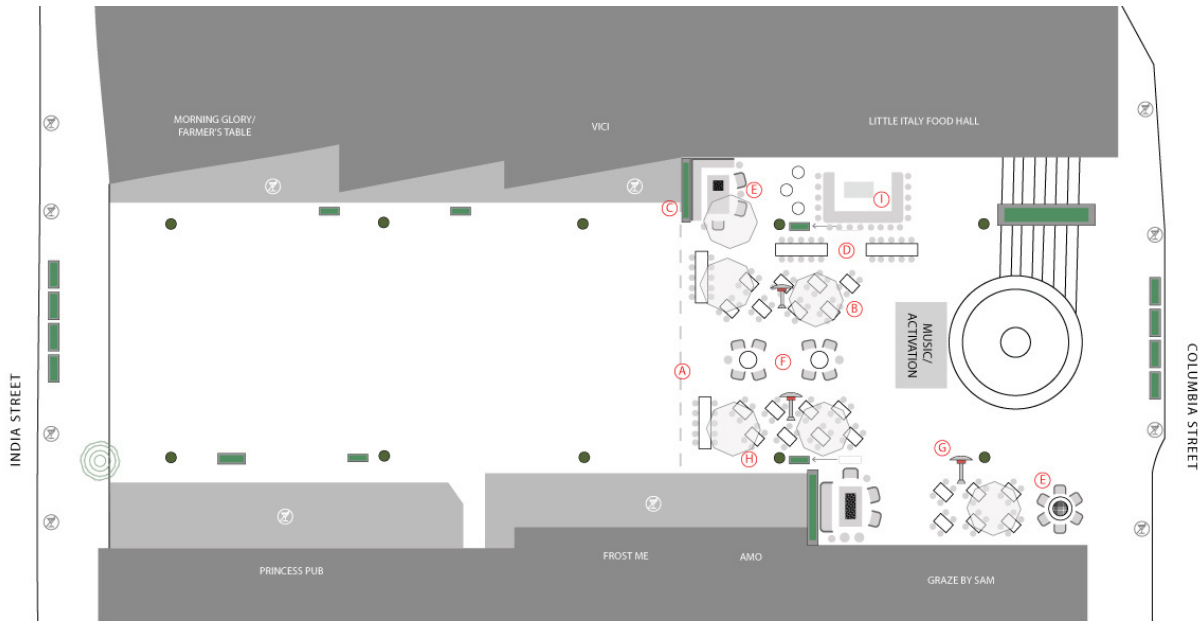 MORNING GLORY/
FARMER'S TABLE
VICI
LITTLE ITALY FOOD HALL
E
I
C
D
B
MUSIC/
ACTIVATION
F
A
INDIA STREET
COLUMBIA STREET
H
G
E
PRINCESS PUB
FROST ME
AMO
GRAZE BY SAM